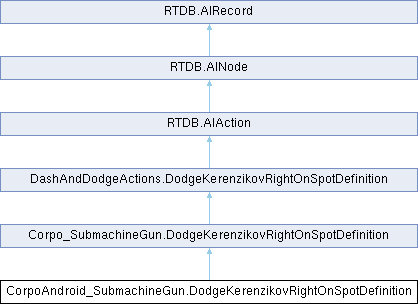 RTDB.AIRecord
RTDB.AINode
RTDB.AIAction
DashAndDodgeActions.DodgeKerenzikovRightOnSpotDefinition
Corpo_SubmachineGun.DodgeKerenzikovRightOnSpotDefinition
CorpoAndroid_SubmachineGun.DodgeKerenzikovRightOnSpotDefinition